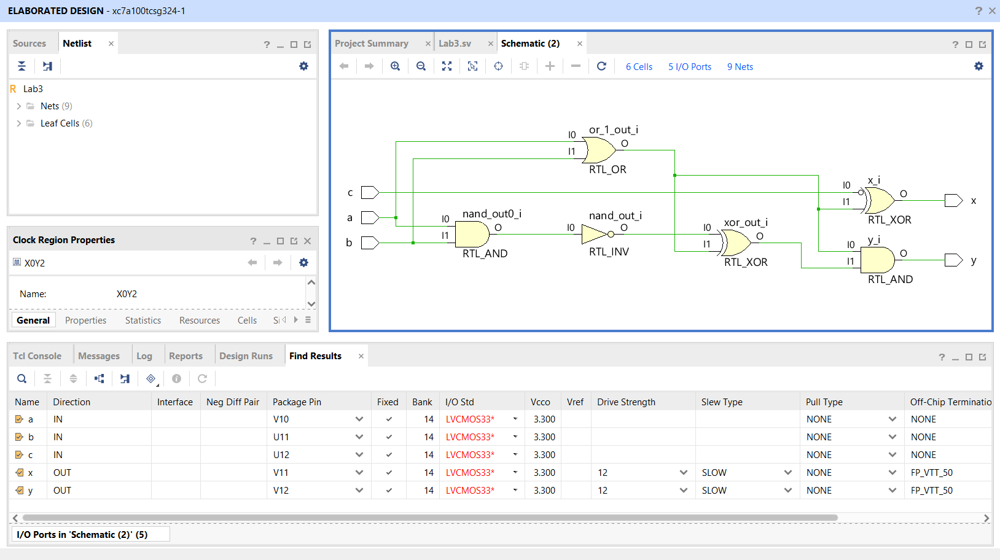 ELABORATED DESIGN - xc7a100tcsg324-1
Sources Netlist
Lab3
Nets (9)
Leaf Cells (6)
Clock Region Properties
X0Y2
Name: X0Y2
General Properties Statistics Resources Cells
Project Summary Lab3.sv Schematic (2)
6 Cells 5 I/O Ports 9 Nets
or_1_out_i
I0
O
I1
RTL_OR
c
a
b
nand_out0_i
I0
O
I1
RTL_AND
nand_out_i
I0 O
RTL_INV
xor_out_i
I0
O
I1
RTL_XOR
x_i
I0
O
I1
RTL_XOR
x
y_i
I0
O
I1
RTL_AND
y
Tcl Console Messages Log Reports Design Runs Find Results
Name Direction Interface Neg Diff Pair Package Pin Fixed Bank I/O Std Vcco Vref Drive Strength Slew Type Pull Type Off-Chip Terminatio
a IN V10 14 LVCMOS33* 3.300 NONE NONE
b IN U11 14 LVCMOS33* 3.300 NONE NONE
c IN U12 14 LVCMOS33* 3.300 NONE NONE
x OUT V11 14 LVCMOS33* 3.300 12 SLOW NONE FP_VTT_50
y OUT V12 14 LVCMOS33* 3.300 12 SLOW NONE FP_VTT_50
I/O Ports in 'Schematic (2)' (5)